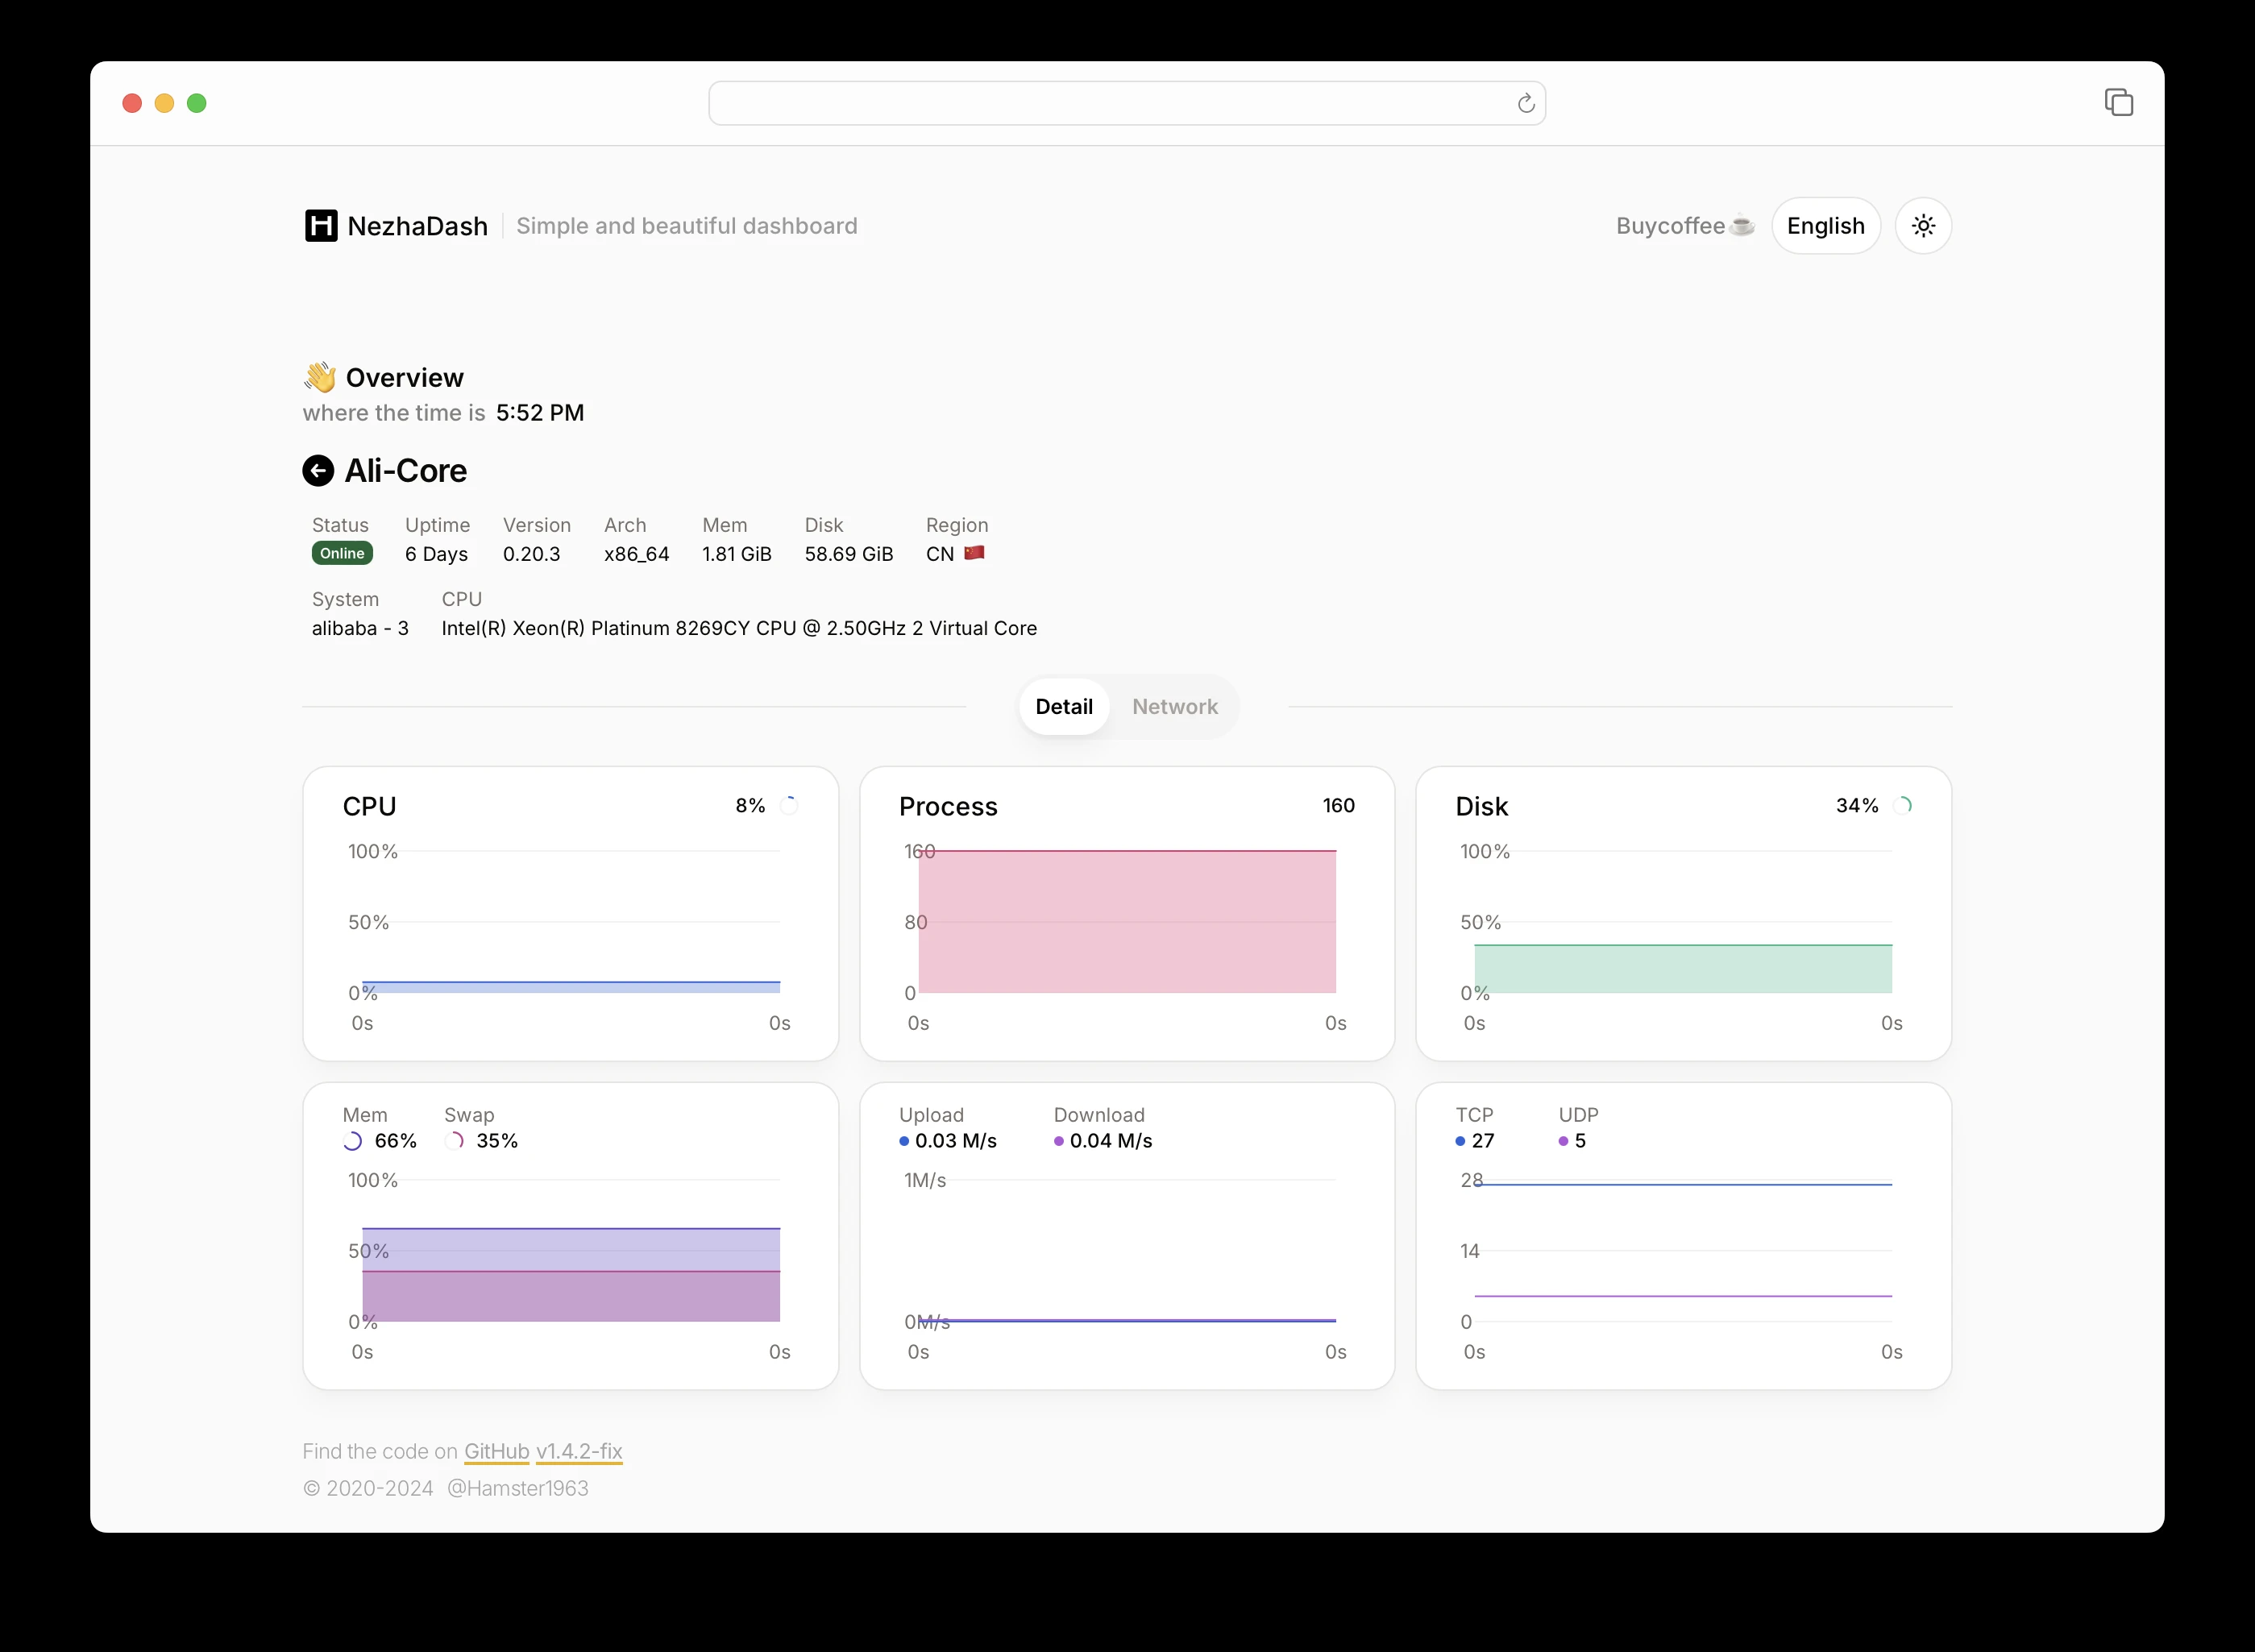 NezhaDash Simple and beautiful dashboard Buycoffee☕ English
👋 Overview
where the time is 5:52 PM
Ali-Core
Status Uptime Version Arch Mem Disk Region
Online 6 Days 0.20.3 x86_64 1.81 GiB 58.69 GiB CN 🇨🇳
System CPU
alibaba - 3 Intel(R) Xeon(R) Platinum 8269CY CPU @ 2.50GHz 2 Virtual Core
Detail Network
CPU 8%
100%
50%
0%
0s 0s
Process 160
160
80
0
0s 0s
Disk 34%
100%
50%
0%
0s 0s
Mem Swap
66% 35%
100%
50%
0%
0s 0s
Upload Download
0.03 M/s 0.04 M/s
1M/s
0M/s
0s 0s
TCP UDP
27 5
28
14
0
0s 0s
Find the code on GitHub v1.4.2-fix
© 2020-2024 @Hamster1963